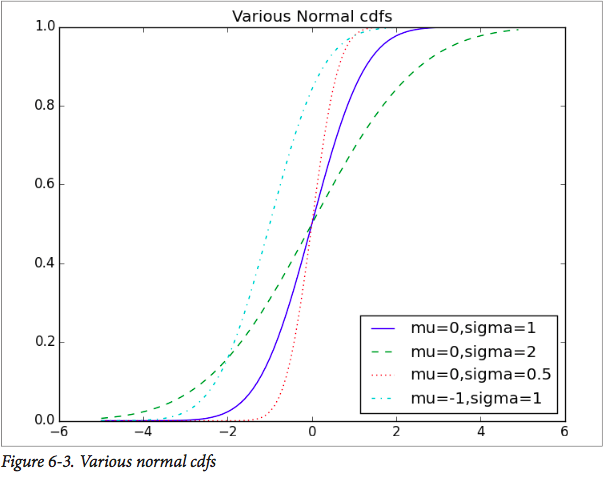 Various Normal cdfs
1.0
0.8
0.6
0.4
0.2
0.0
−6 −4 −2 0 2 4 6
mu=0,sigma=1
mu=0,sigma=2
mu=0,sigma=0.5
mu=-1,sigma=1
Figure 6-3. Various normal cdfs